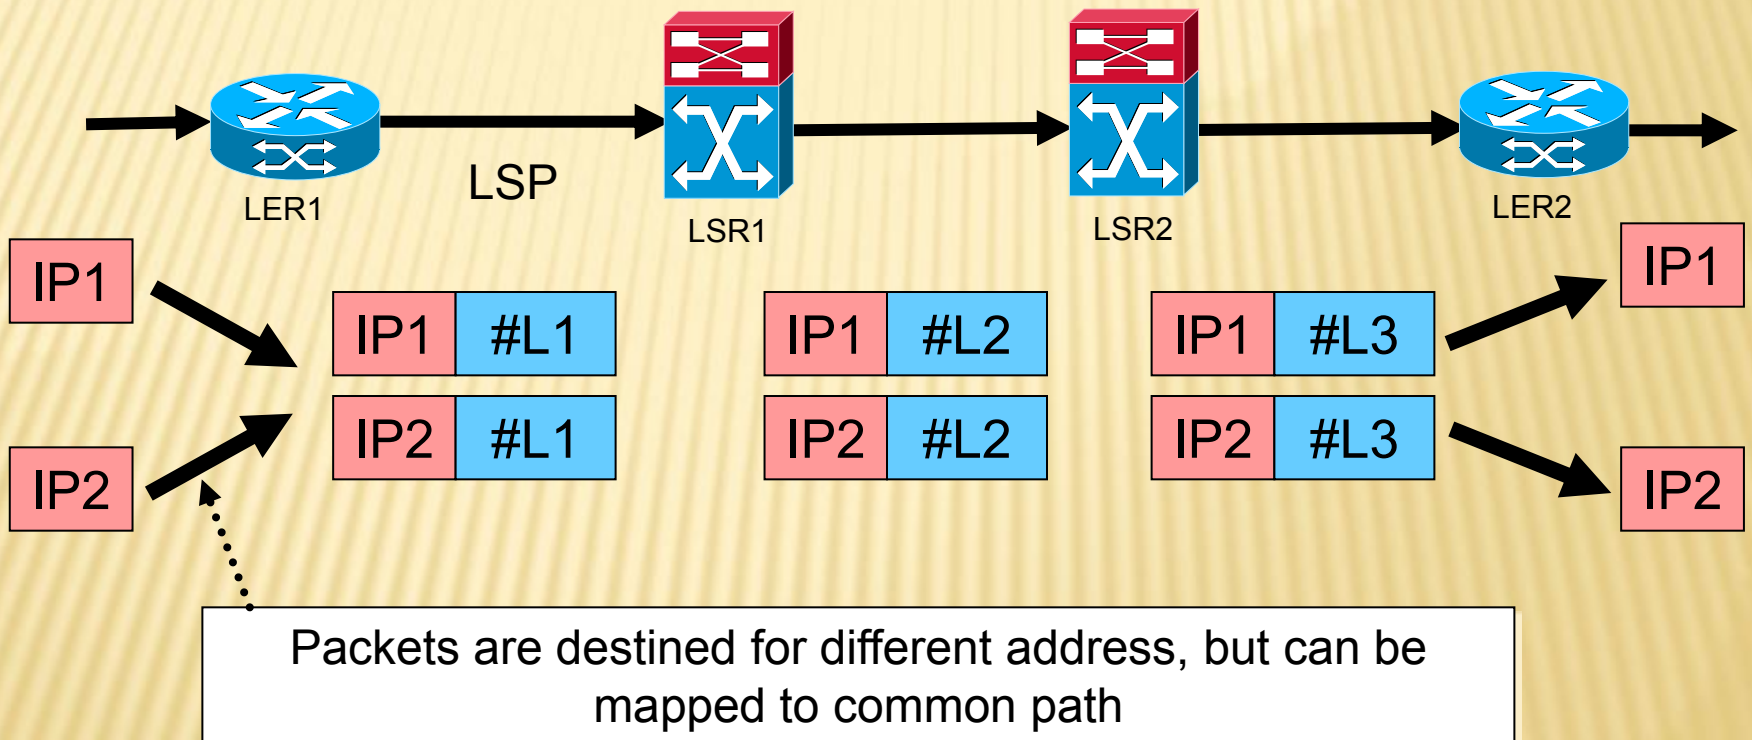 LSP
LER1
LSR1
LSR2
LER2
IP1
IP1 #L1
IP1 #L2
IP1 #L3
IP1
IP2
IP2 #L1
IP2 #L2
IP2 #L3
IP2
Packets are destined for different address, but can be
mapped to common path